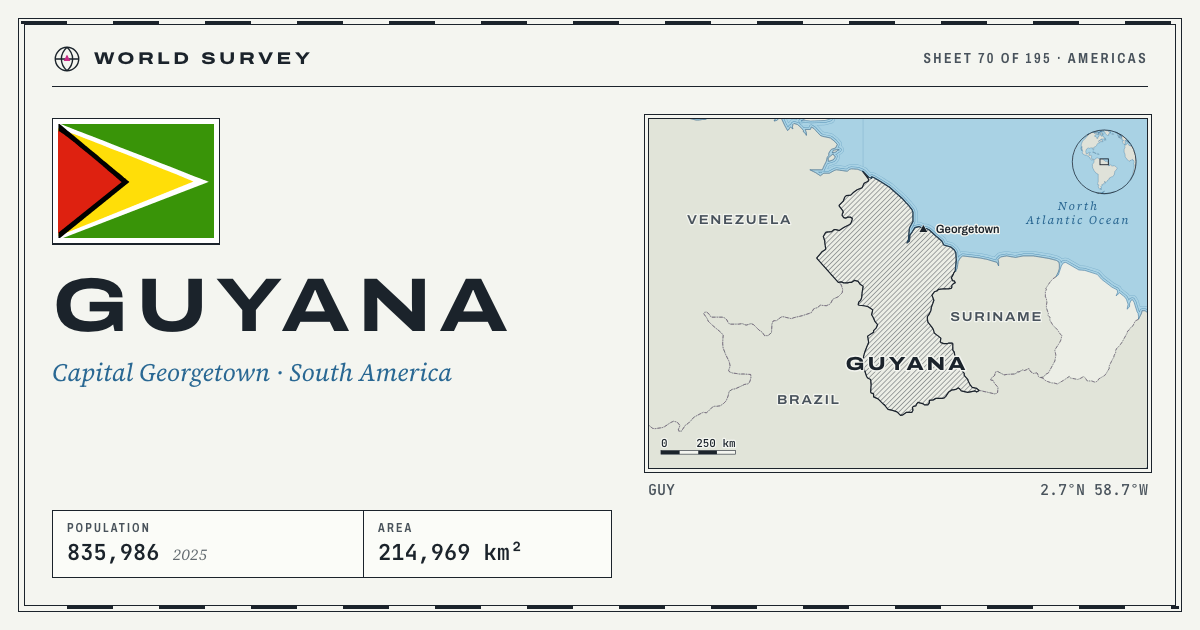 WORLD SURVEY
SHEET 70 OF 195 · AMERICAS
GUYANA
Capital Georgetown · South America
POPULATION
835,986 2025
AREA
214,969 km²
North
Atlantic Ocean
VENEZUELA
Georgetown
SURINAME
GUYANA
BRAZIL
0 250 km
GUY
2.7°N 58.7°W